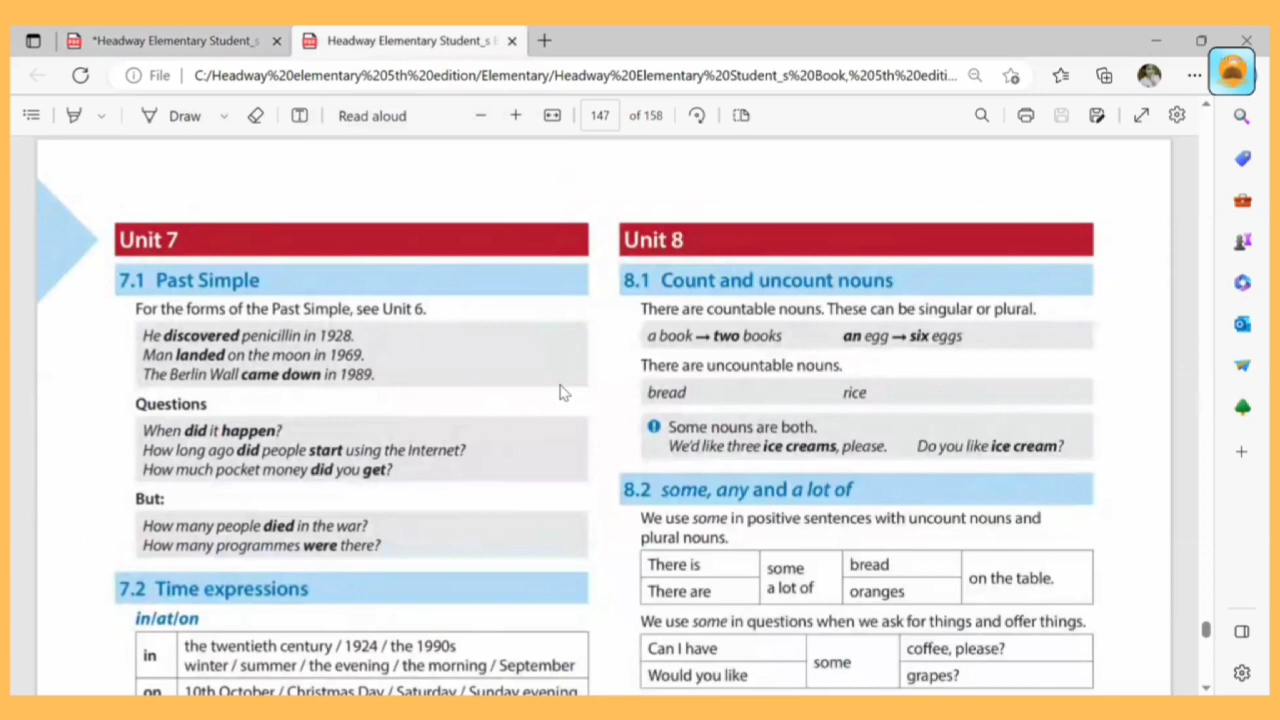 *Headway Elementary Student_s
Headway Elementary Student_s E
File
C:/Headway%20elementary%205th%20edition/Elementary/Headway%20Elementary%20Student_s%20Book,%205th%20editi...
Draw
Read aloud
147
of 158
Unit 7
7.1 Past Simple
For the forms of the Past Simple, see Unit 6.
He discovered penicillin in 1928.
Man landed on the moon in 1969.
The Berlin Wall came down in 1989.
Questions
When did it happen?
How long ago did people start using the Internet?
How much pocket money did you get?
But:
How many people died in the war?
How many programmes were there?
7.2 Time expressions
in/at/on
in
the twentieth century / 1924 / the 1990s
winter / summer / the evening / the morning / September
on
10th October / Christmas Day / Saturday / Sunday evening
Unit 8
8.1 Count and uncount nouns
There are countable nouns. These can be singular or plural.
a book → two books an egg → six eggs
There are uncountable nouns.
bread rice
Some nouns are both.
We'd like three ice creams, please. Do you like ice cream?
8.2 some, any and a lot of
We use some in positive sentences with uncount nouns and
plural nouns.
There is
There are
some
a lot of
bread
oranges
on the table.
We use some in questions when we ask for things and offer things.
Can I have
Would you like
some
coffee, please?
grapes?